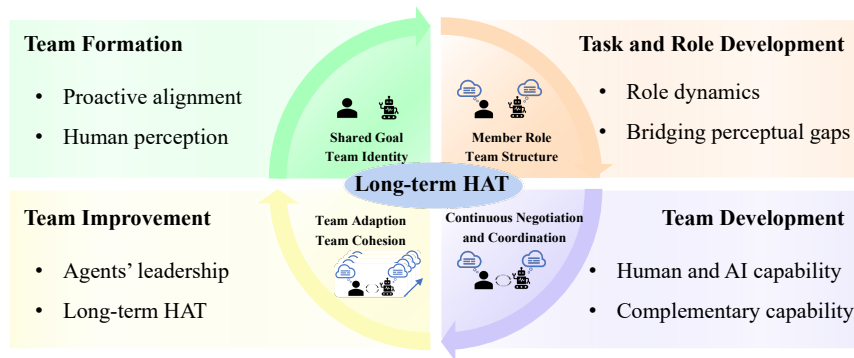 Team Formation
• Proactive alignment
• Human perception
Shared Goal
Team Identity
Task and Role Development
• Role dynamics
• Bridging perceptual gaps
Member Role
Team Structure
Long-term HAT
Team Improvement
• Agents' leadership
• Long-term HAT
Team Adaption
Team Cohesion
Continuous Negotiation
and Coordination
Team Development
• Human and AI capability
• Complementary capability